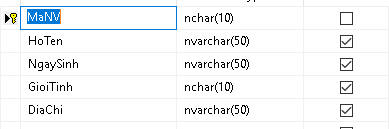 MaNV nchar(10)
HoTen nvarchar(50)
NgaySinh nvarchar(50)
GioiTinh nchar(10)
DiaChi nvarchar(50)